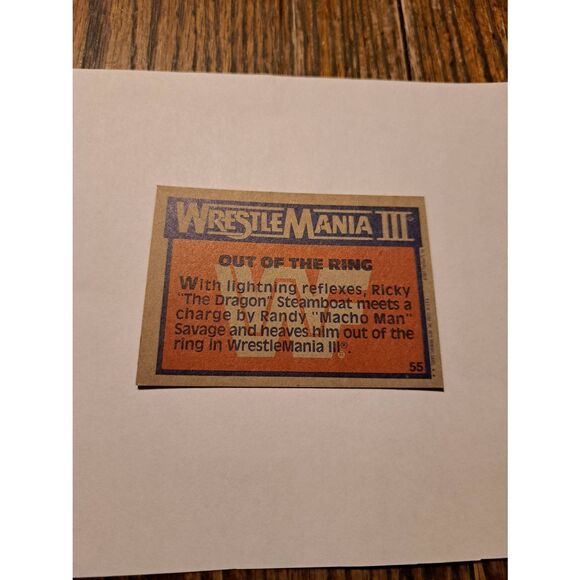 WRESTLEMANIA III®
OUT OF THE RING
With lightning reflexes, Ricky
"The Dragon" Steamboat meets a
charge by Randy "Macho Man"
Savage and heaves him out of the
ring in WrestleMania III®.
55